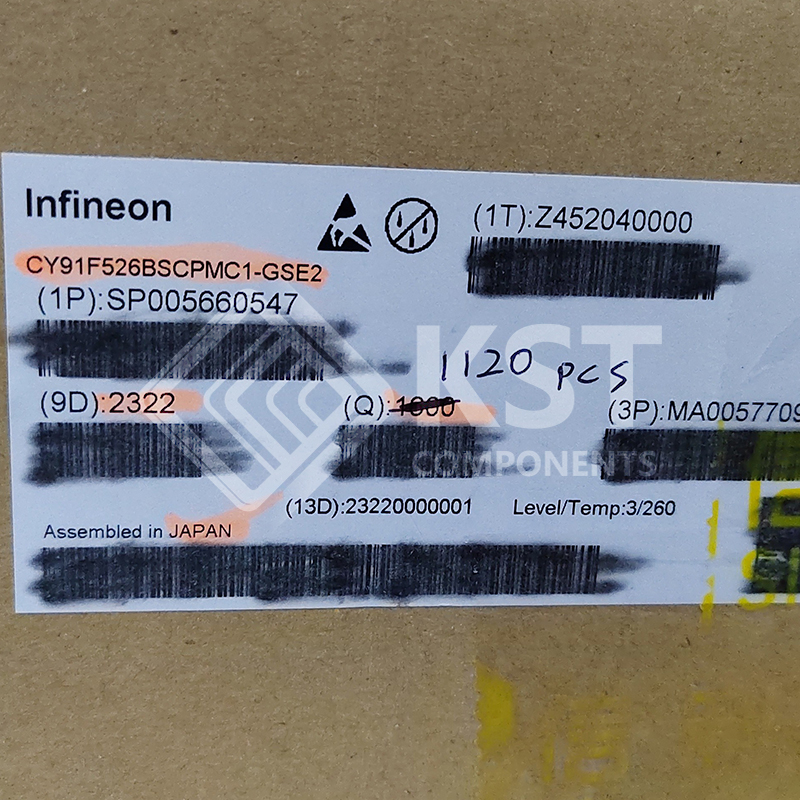 Infineon
(1T):Z452040000
CY91F526BSCPMC1-GSE2
(1P):SP005660547
1120 pcs
(9D):2322
(Q):1000
(3P):MA0057709
(13D):23220000001
Level/Temp:3/260
Assembled in JAPAN
KST
COMPONENTS